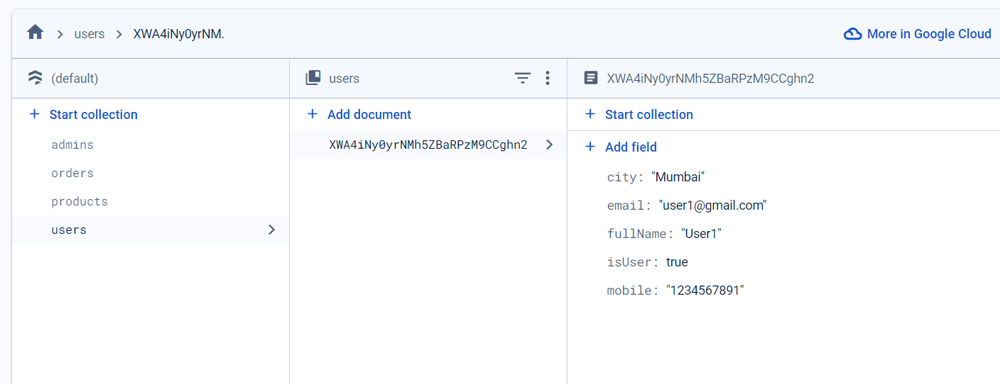 users XWA4iNy0yrNM. More in Google Cloud
(default)
Start collection
admins
orders
products
users
users
Add document
XWA4iNy0yrNMh5ZBaRPzM9CCghn2
XWA4iNy0yrNMh5ZBaRPzM9CCghn2
Start collection
Add field
city: "Mumbai"
email: "user1@gmail.com"
fullName: "User1"
isUser: true
mobile: "1234567891"